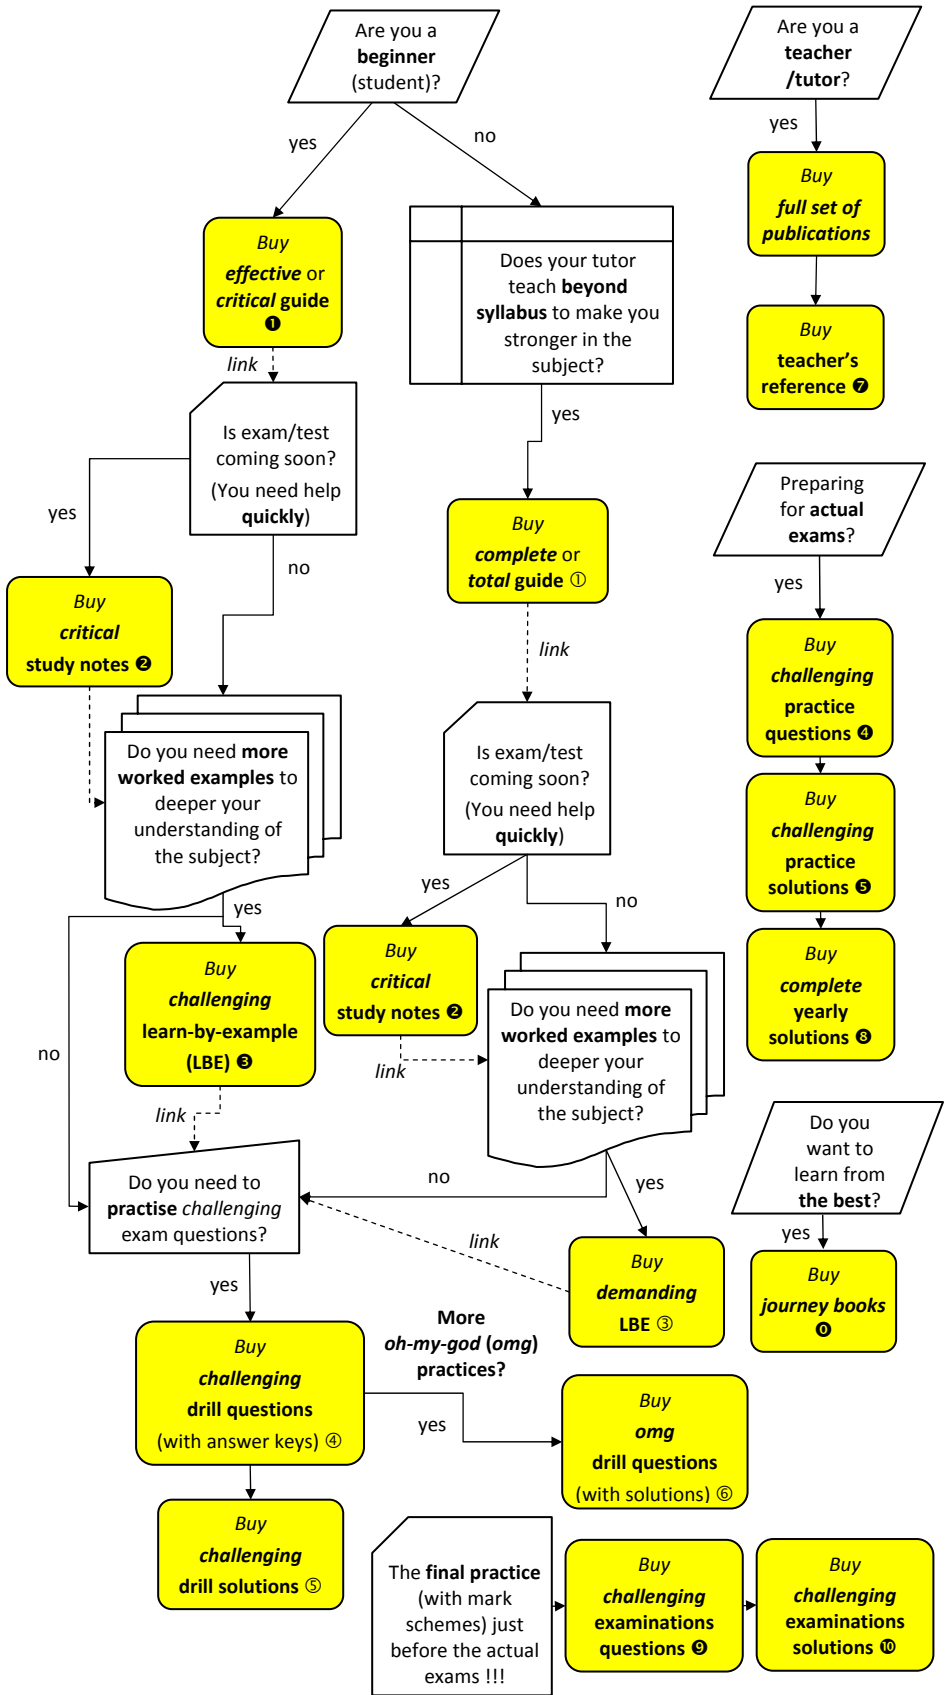 Are you a
beginner
(student)?
yes
no
Buy
effective or
critical guide
❶
link
Does your tutor
teach beyond
syllabus to make you
stronger in the
subject?
yes
Is exam/test
coming soon?
(You need help
quickly)
yes
no
Buy
critical
study notes ❷
Buy
complete or
total guide ①
link
Do you need more
worked examples to
deeper your
understanding of
the subject?
yes
no
Is exam/test
coming soon?
(You need help
quickly)
yes
no
Buy
challenging
learn-by-example
(LBE) ❸
link
Buy
critical
study notes ❷
link
Do you need more
worked examples to
deeper your
understanding of
the subject?
no
yes
Do you need to
practise challenging
exam questions?
yes
link
Buy
demanding
LBE ③
Buy
challenging
drill questions
(with answer keys) ④
More
oh-my-god (omg)
practices?
yes
Buy
omg
drill questions
(with solutions) ⑥
Buy
challenging
drill solutions ⑤
The final practice
(with mark
schemes) just
before the actual
exams !!!
Buy
challenging
examinations
questions ❾
Buy
challenging
examinations
solutions ❿
Are you a
teacher
/tutor?
yes
Buy
full set of
publications
Buy
teacher's
reference ❼
Preparing
for actual
exams?
yes
Buy
challenging
practice
questions ❹
Buy
challenging
practice
solutions ❺
Buy
complete
yearly
solutions ❽
Do you
want to
learn from
the best?
yes
Buy
journey books
⓿